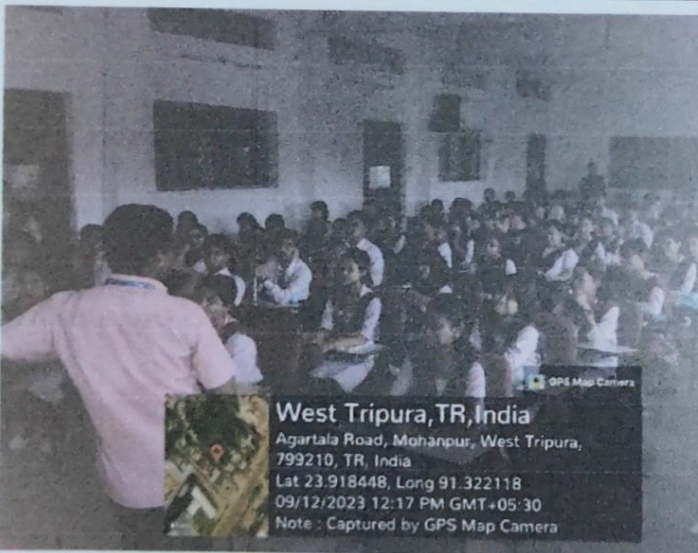 GPS Map Camera
West Tripura,TR,India
Agartala Road, Mohanpur, West Tripura,
799210, TR, India
Lat 23.918448, Long 91.322118
09/12/2023 12:17 PM GMT+05:30
Note : Captured by GPS Map Camera